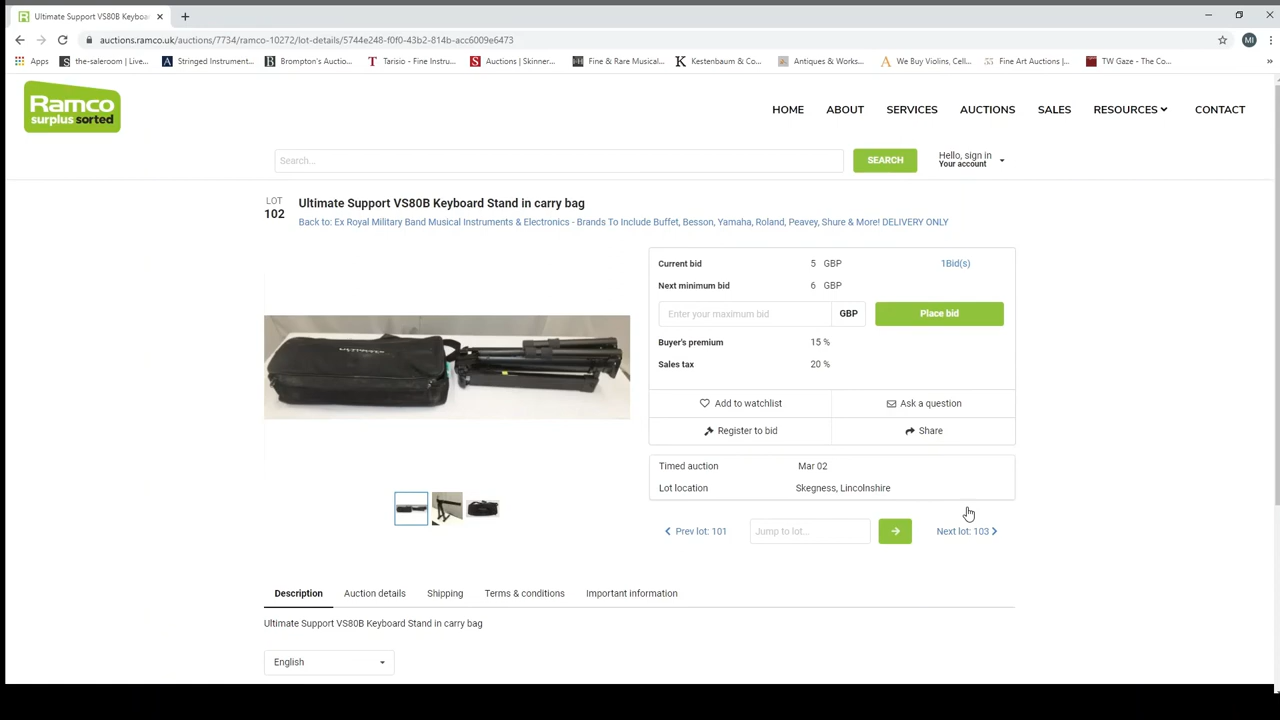 Ultimate Support VS80B Keyboa
auctions.ramco.uk/auctions/7734/ramco-10272/lot-details/5744e248-f0f0-43b2-814b-acc6009e6473
MI
Apps the-saleroom | Live... Stringed Instrument... Brompton's Auctio... Tarisio - Fine Instru... Auctions | Skinner... Fine & Rare Musical... Kestenbaum & Co... Antiques & Works... We Buy Violins, Cell... Fine Art Auctions |... TW Gaze - The Co...
Ramco
surplus sorted
HOME ABOUT SERVICES AUCTIONS SALES RESOURCES CONTACT
Search... SEARCH
Hello, sign in
Your account
LOT
102
Ultimate Support VS80B Keyboard Stand in carry bag
Back to: Ex Royal Military Band Musical Instruments & Electronics - Brands To Include Buffet, Besson, Yamaha, Roland, Peavey, Shure & More! DELIVERY ONLY
Current bid 5 GBP 1Bid(s)
Next minimum bid 6 GBP
Enter your maximum bid GBP Place bid
Buyer's premium 15 %
Sales tax 20 %
Add to watchlist Ask a question
Register to bid Share
Timed auction Mar 02
Lot location Skegness, Lincolnshire
Prev lot: 101 Jump to lot... Next lot: 103
Description Auction details Shipping Terms & conditions Important information
Ultimate Support VS80B Keyboard Stand in carry bag
English